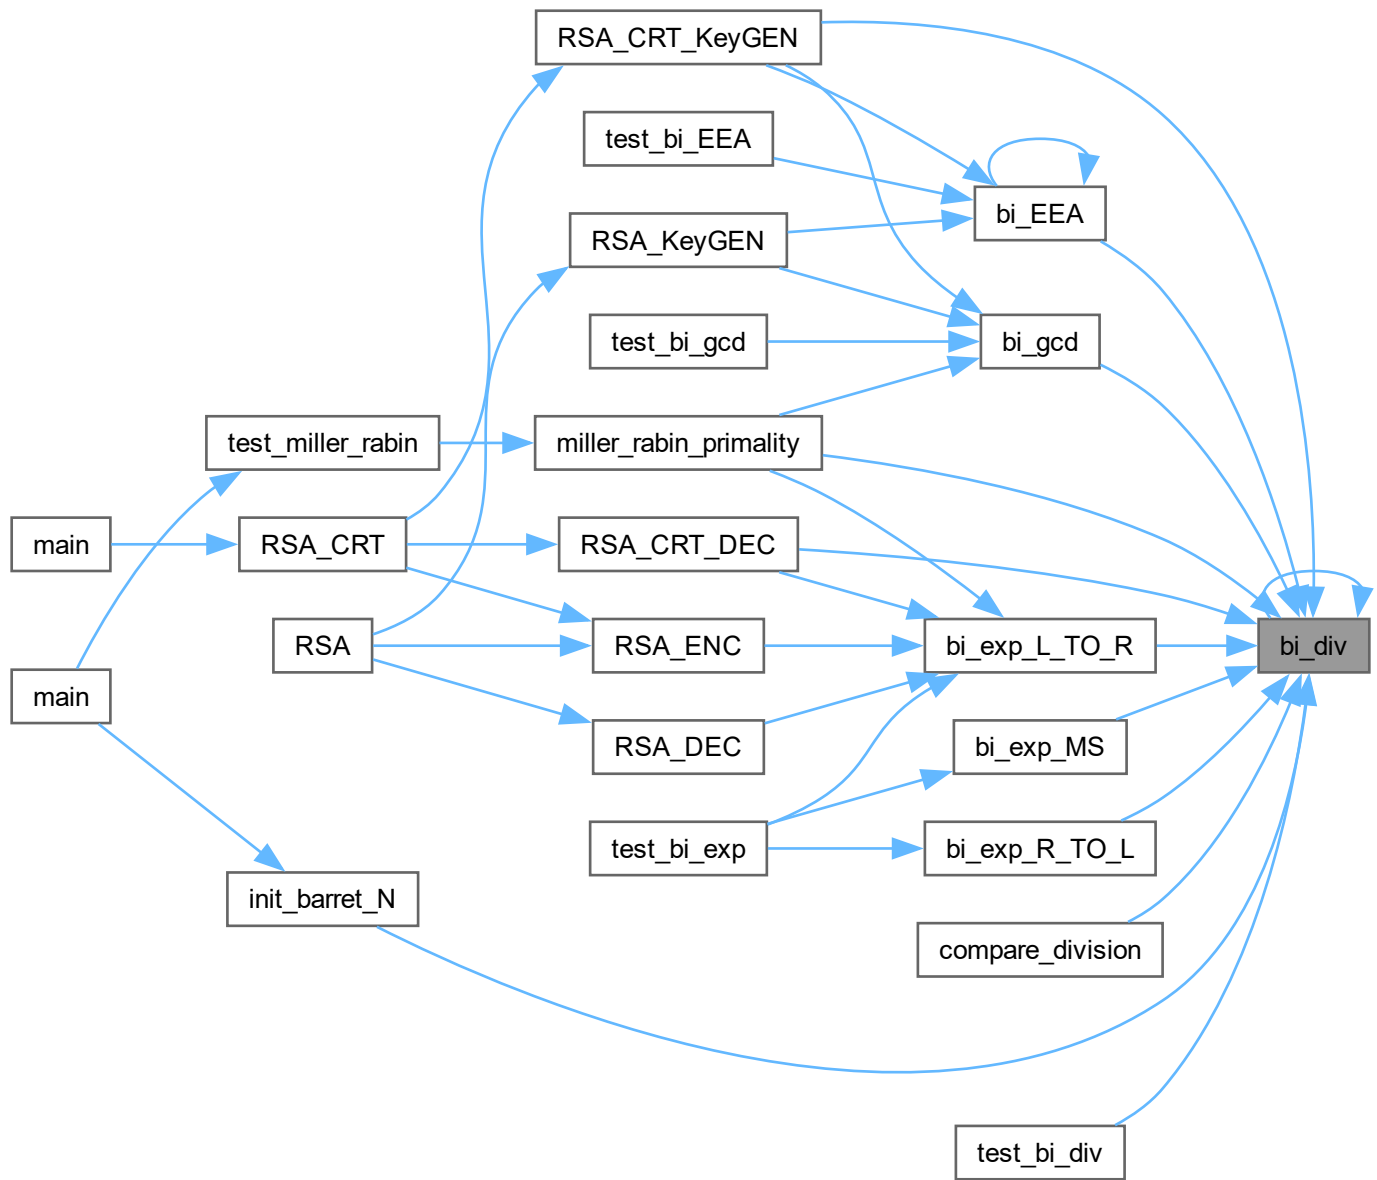 RSA_CRT_KeyGEN
test_bi_EEA
bi_EEA
RSA_KeyGEN
test_bi_gcd
bi_gcd
test_miller_rabin
miller_rabin_primality
main
RSA_CRT
RSA_CRT_DEC
RSA
RSA_ENC
bi_exp_L_TO_R
bi_div
main
RSA_DEC
bi_exp_MS
test_bi_exp
bi_exp_R_TO_L
init_barret_N
compare_division
test_bi_div